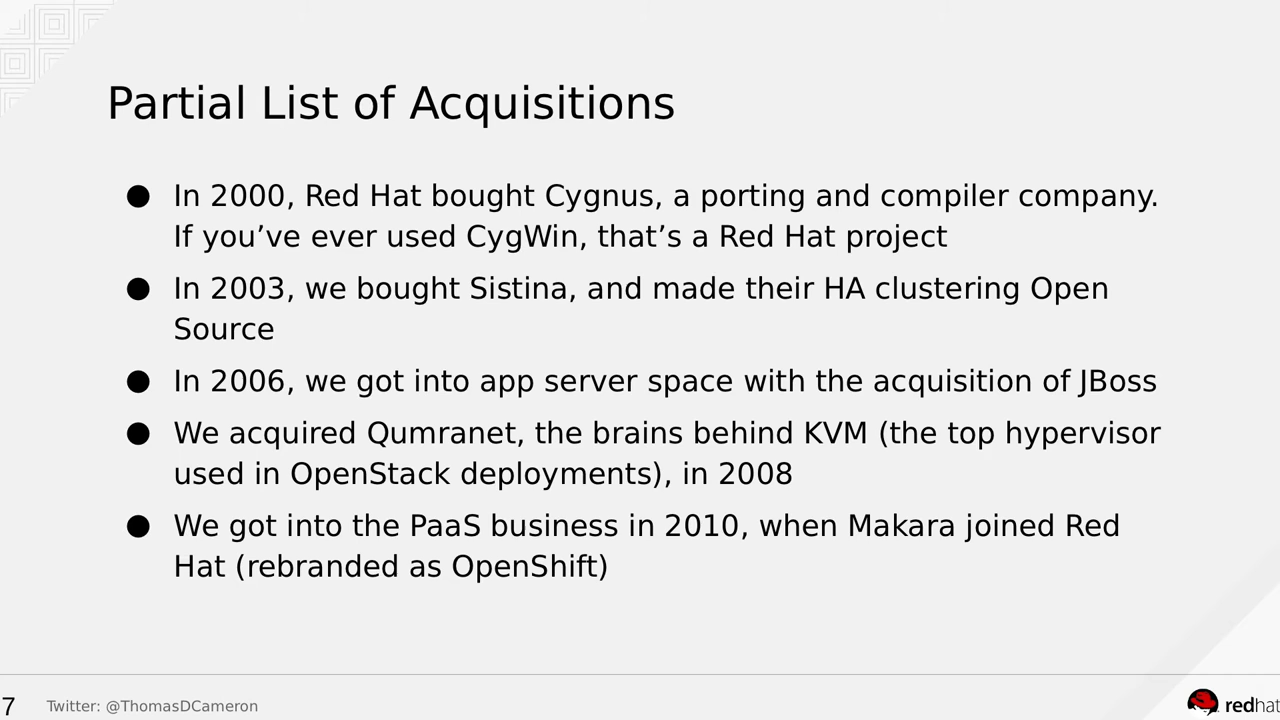 Partial List of Acquisitions
● In 2000, Red Hat bought Cygnus, a porting and compiler company.
If you’ve ever used CygWin, that’s a Red Hat project
● In 2003, we bought Sistina, and made their HA clustering Open
Source
● In 2006, we got into app server space with the acquisition of JBoss
● We acquired Qumranet, the brains behind KVM (the top hypervisor
used in OpenStack deployments), in 2008
● We got into the PaaS business in 2010, when Makara joined Red
Hat (rebranded as OpenShift)
7 Twitter: @ThomasDCameron
redhat